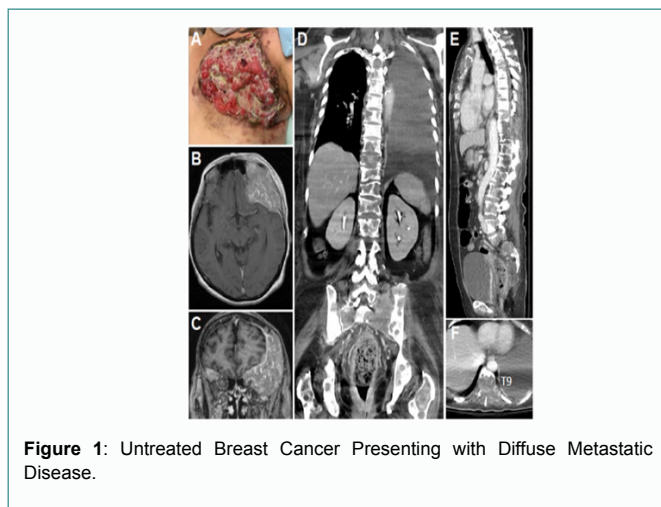 A
D
E
B
C
F
T9
Figure 1: Untreated Breast Cancer Presenting with Diffuse Metastatic
Disease.